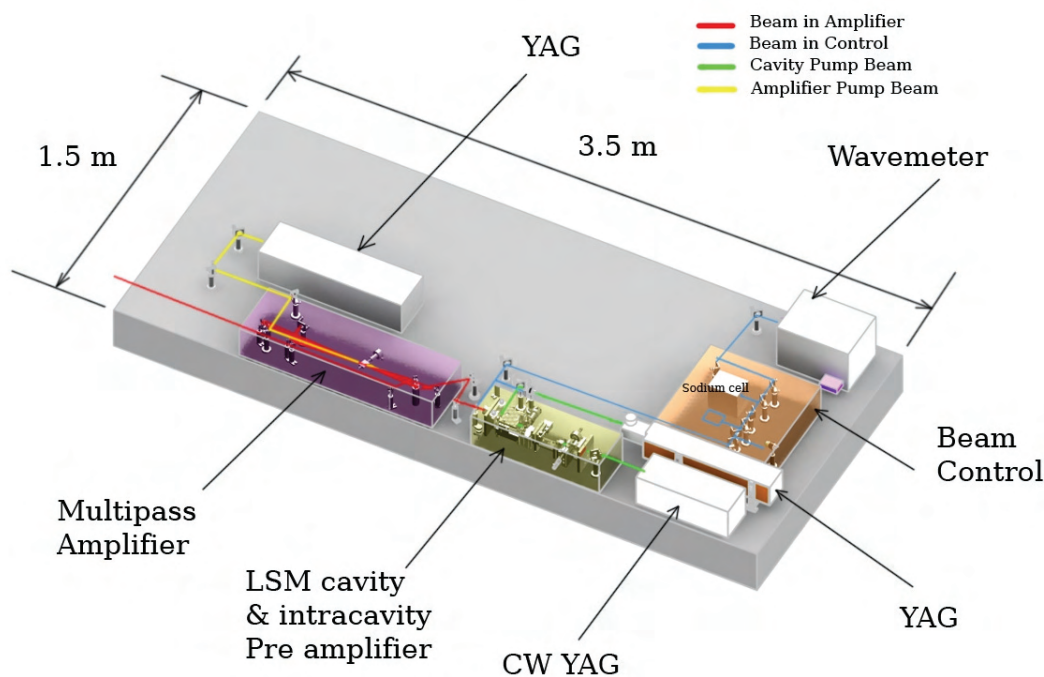 Beam in Amplifier
Beam in Control
Cavity Pump Beam
Amplifier Pump Beam
YAG
1.5 m
3.5 m
Wavemeter
Sodium cell
Beam
Control
Multipass
Amplifier
LSM cavity
& intracavity
Pre amplifier
CW YAG
YAG